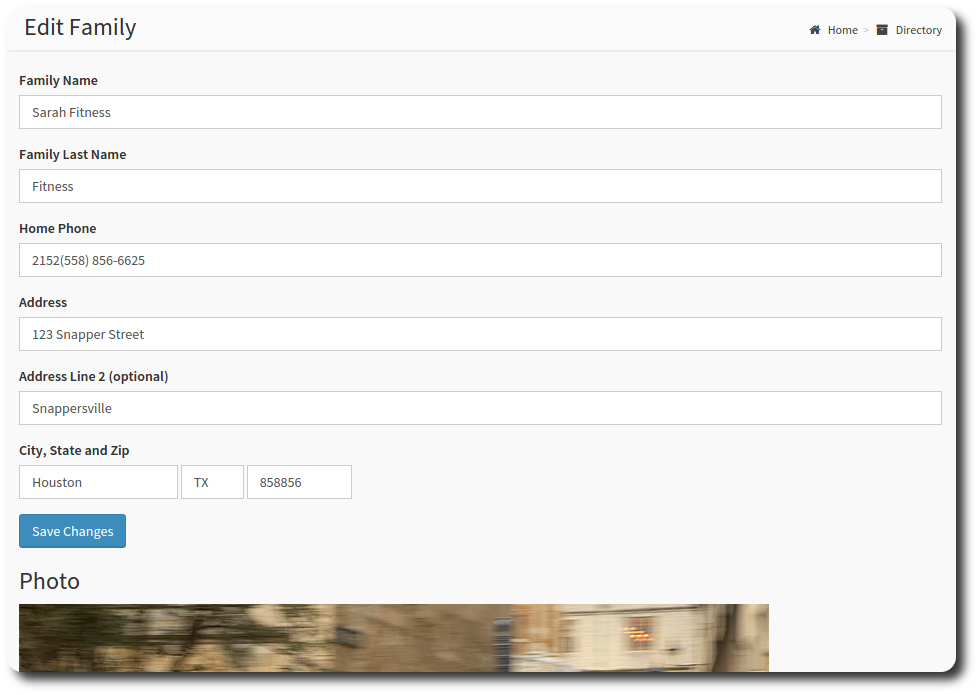 Edit Family
Home > Directory
Family Name
Sarah Fitness
Family Last Name
Fitness
Home Phone
2152(558) 856-6625
Address
123 Snapper Street
Address Line 2 (optional)
Snappersville
City, State and Zip
Houston TX 858856
Save Changes
Photo